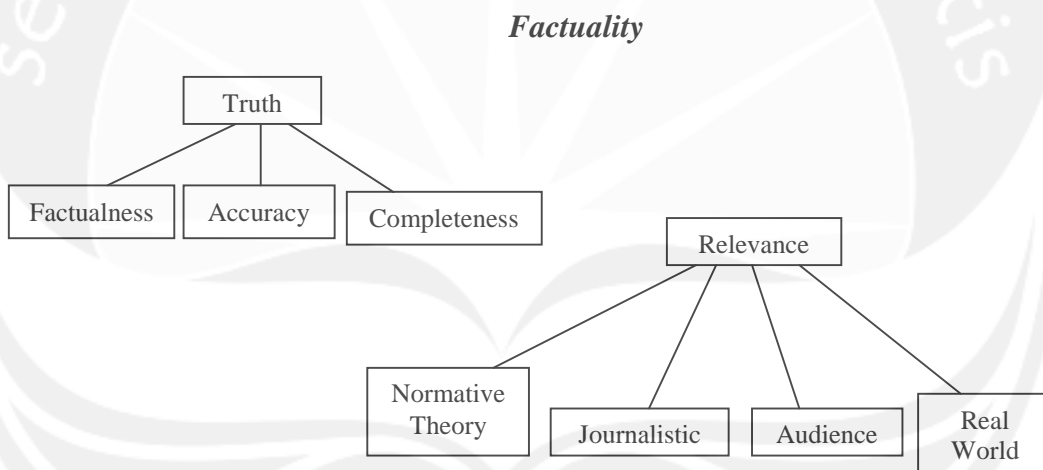 Factuality
Truth
Factualness
Accuracy
Completeness
Relevance
Normative
Theory
Journalistic
Audience
Real
World